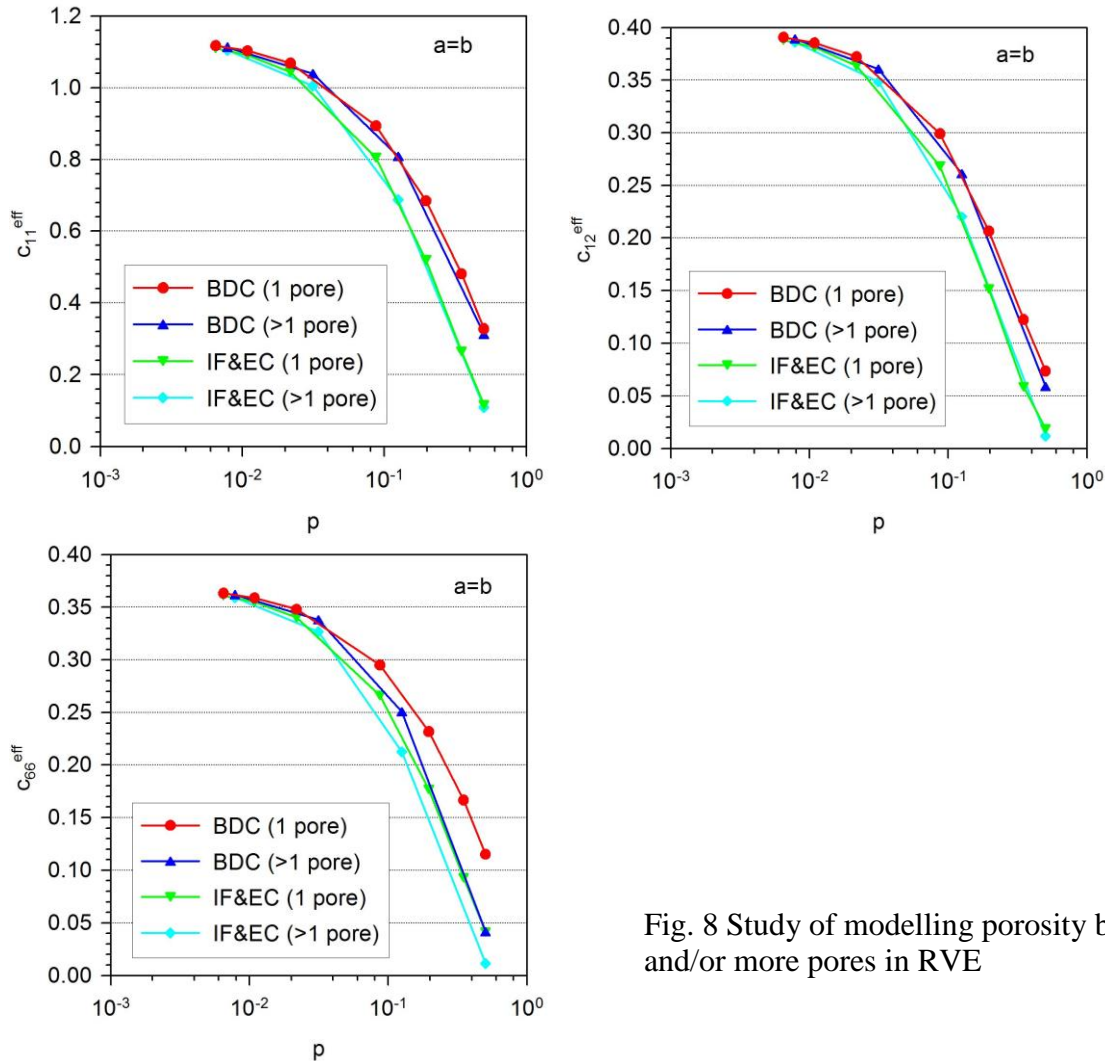 1.2
1.0
0.8
0.6
0.4
0.2
0.0
c₁₁ᵉᶠᶠ
a=b
BDC (1 pore)
BDC (>1 pore)
IF&EC (1 pore)
IF&EC (>1 pore)
10⁻³ 10⁻² 10⁻¹ 10⁰
p
0.40
0.35
0.30
0.25
0.20
0.15
0.10
0.05
0.00
c₁₂ᵉᶠᶠ
a=b
BDC (1 pore)
BDC (>1 pore)
IF&EC (1 pore)
IF&EC (>1 pore)
10⁻³ 10⁻² 10⁻¹ 10⁰
p
0.40
0.35
0.30
0.25
0.20
0.15
0.10
0.05
0.00
c₆₆ᵉᶠᶠ
a=b
BDC (1 pore)
BDC (>1 pore)
IF&EC (1 pore)
IF&EC (>1 pore)
10⁻³ 10⁻² 10⁻¹ 10⁰
p
Fig. 8 Study of modelling porosity
and/or more pores in RVE